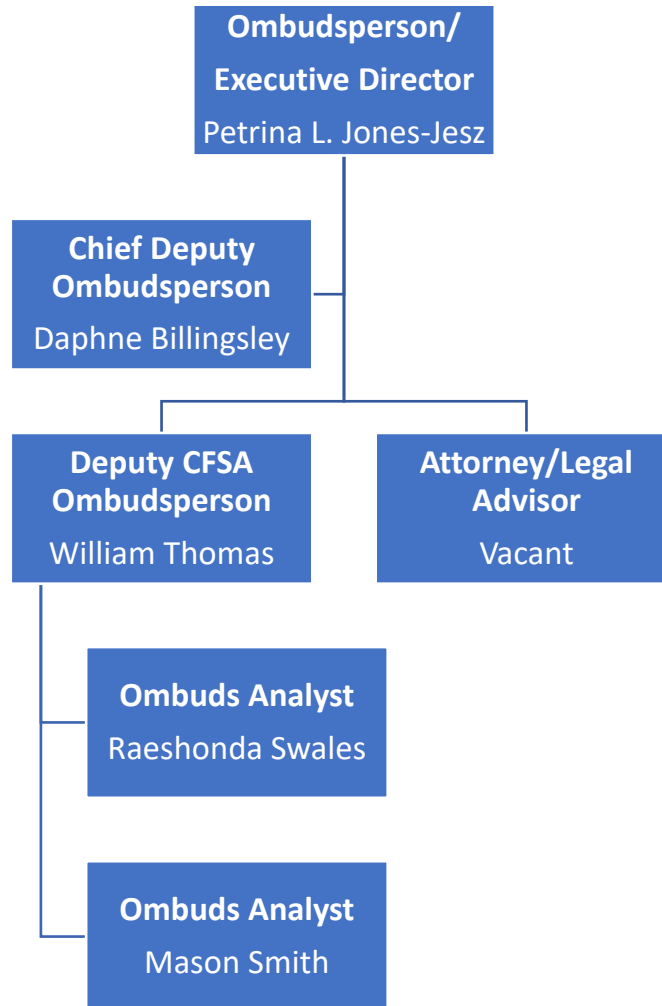 Ombudsperson/
Executive Director
Petrina L. Jones-Jesz
Chief Deputy
Ombudsperson
Daphne Billingsley
Deputy CFSA
Ombudsperson
William Thomas
Attorney/Legal
Advisor
Vacant
Ombuds Analyst
Raeshonda Swales
Ombuds Analyst
Mason Smith